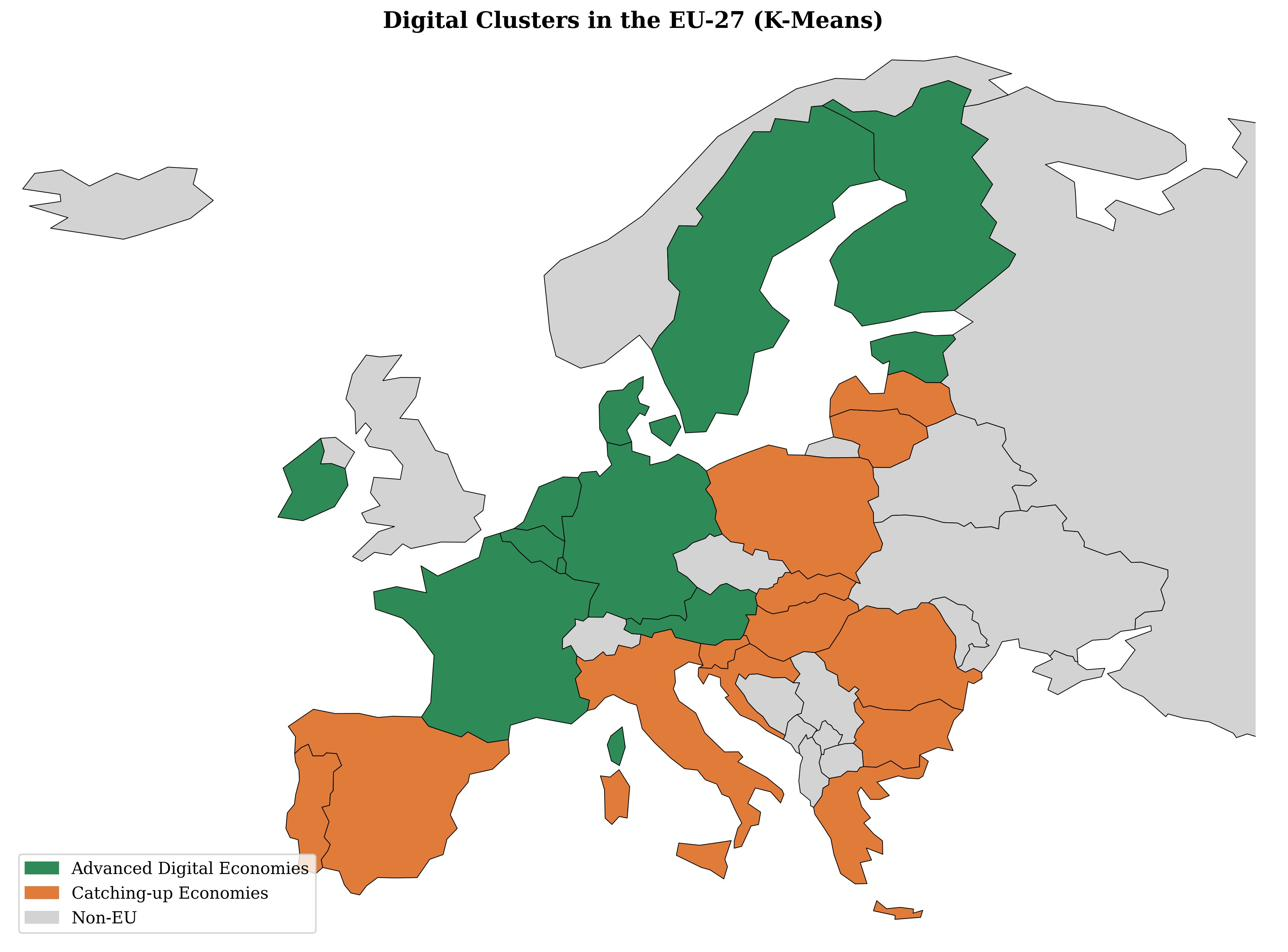 Digital Clusters in the EU-27 (K-Means)
Advanced Digital Economies
Catching-up Economies
Non-EU